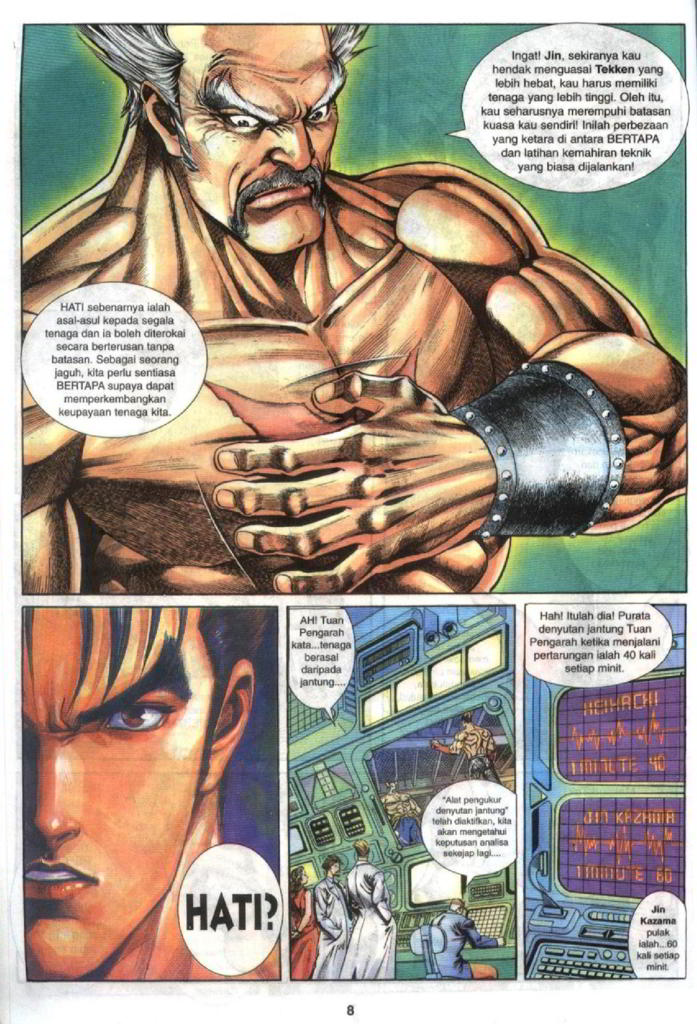 Ingat! Jin, sekiranya kau
hendak menguasai Tekken yang
lebih hebat, kau harus memiliki
tenaga yang lebih tinggi. Oleh itu,
kau seharusnya merempuhi batasan
kuasa kau sendiri! Inilah perbezaan
yang ketara di antara BERTAPA
dan latihan kemahiran teknik
yang biasa dijalankan!
HATI sebenarnya ialah
asal-asul kepada segala
tenaga dan ia boleh diterokai
secara berterusan tanpa
batasan. Sebagai seorang
jaguh, kita perlu sentiasa
BERTAPA supaya dapat
memperkembangkan
keupayaan tenaga kita.
HATI?
AH! Tuan
Pengarah
kata...tenaga
berasal
daripada
jantung....
"Alat pengukur
denyutan jantung"
telah diaktifkan, kita
akan mengetahui
keputusan analisa
sekejap lagi....
Hah! Itulah dia! Purata
denyutan jantung Tuan
Pengarah ketika menjalani
pertarungan ialah 40 kali
setiap minit.
HEIHACHI
1 MINUTE 40
JIN KAZAMA
1 MINUTE 60
Jin
Kazama
pulak
ialah...60
kali setiap
minit.
8